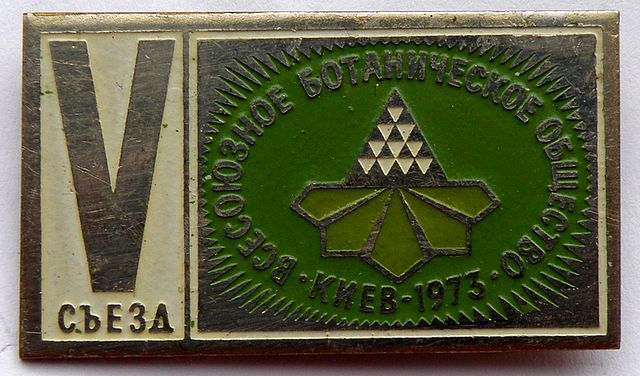 V
СЪЕЗД
ВСЕСОЮЗНОЕ БОТАНИЧЕСКОЕ ОБЩЕСТВО
· КИЕВ - 1973 ·